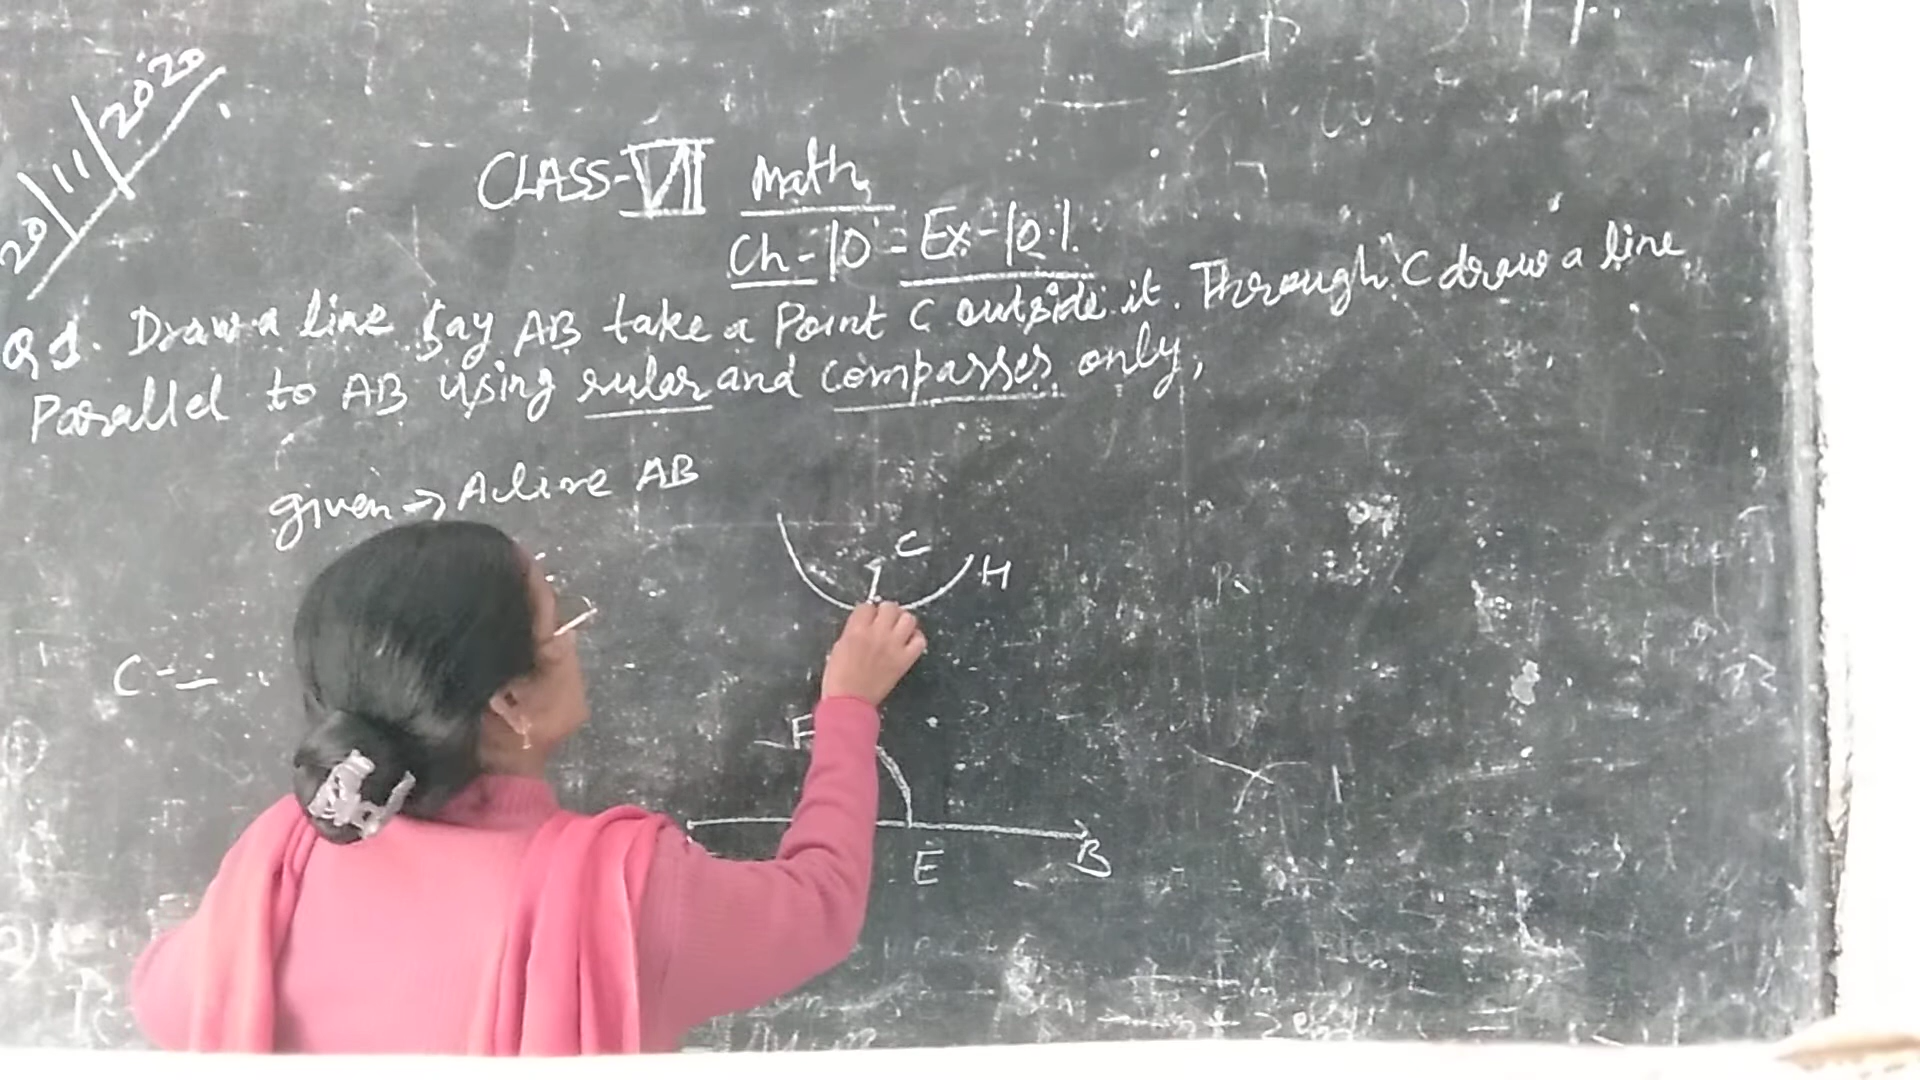 20/11/2020
CLASS-VII Math,
Ch-10 = Ex-10.1.
Q1. Draw a line, say AB take a Point C outside it. Through C draw a line
Parallel to AB using rular and compasses only,
given → A line AB
C
H
C -
F
E
B